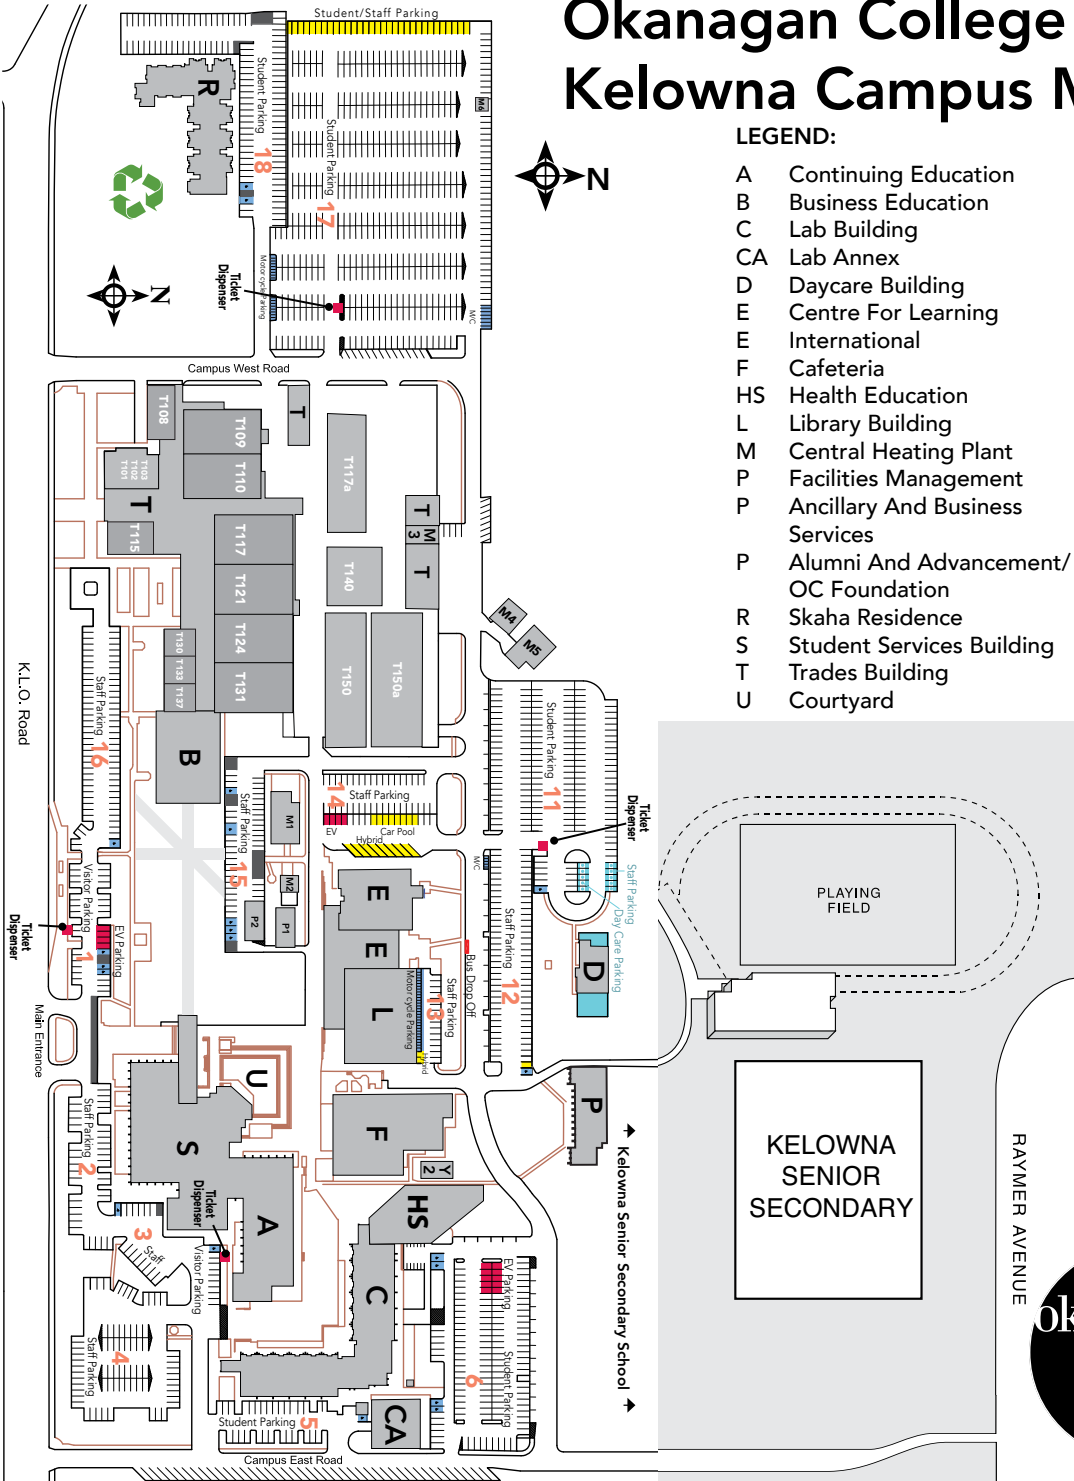 Okanagan College
Kelowna Campus M
LEGEND:
A Continuing Education
B Business Education
C Lab Building
CA Lab Annex
D Daycare Building
E Centre For Learning
E International
F Cafeteria
HS Health Education
L Library Building
M Central Heating Plant
P Facilities Management
P Ancillary And Business
Services
P Alumni And Advancement/
OC Foundation
R Skaha Residence
S Student Services Building
T Trades Building
U Courtyard
Student/Staff Parking
R
Student Parking
18
Student Parking
17
M6
N
N
Ticket
Dispenser
Motorcycle Parking
M/C
Campus West Road
T108
T109
T110
T
T117a
T103
T102
T101
T
T115
T117
T121
T124
T131
T130
T133
T137
T140
T150
T150a
T
M
3
T
M4
M5
K.L.O. Road
Staff Parking
16
B
Staff Parking
15
M1
M2
P1
P2
14
Staff Parking
EV
Car Pool
Hybrid
Student Parking
11
Ticket
Dispenser
M/C
Staff Parking
Day Care Parking
D
Staff Parking
12
Bus Drop Off
E
E
L
Motorcycle Parking
13
Staff Parking
Hybrid
Visitor Parking
EV Parking
1
Ticket
Dispenser
Main Entrance
U
S
F
Y
2
P
Kelowna Senior Secondary School
Staff Parking
2
3
Staff
Ticket
Dispenser
Visitor Parking
A
HS
C
EV Parking
Student Parking
6
4
Staff Parking
Student Parking
5
CA
Campus East Road
PLAYING
FIELD
KELOWNA
SENIOR
SECONDARY
RAYMER AVENUE
ok